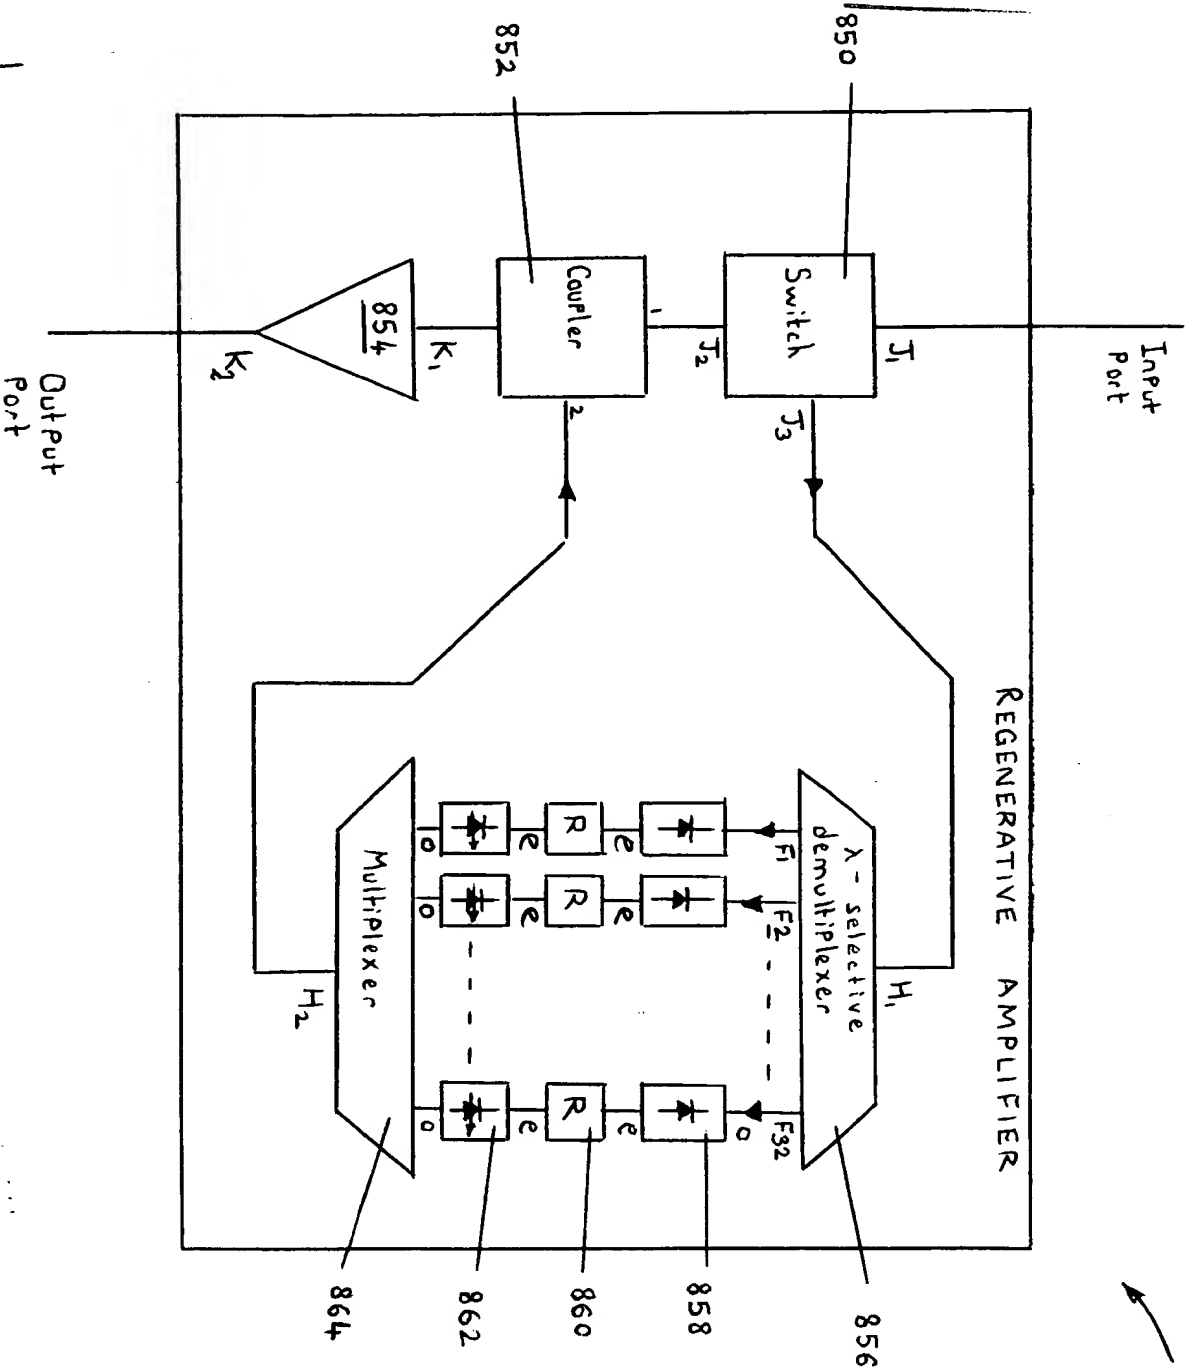 REGENERATIVE AMPLIFIER
850
852
Input
Port
J1
Switch
J2
J3
1
Coupler
2
K1
854
K2
Output
Port
H1
λ- selective
demultiplexer
F1
F2
F32
o
e
e
e
R
R
R
e
e
e
o
o
o
Multiplexer
H2
856
858
860
862
864